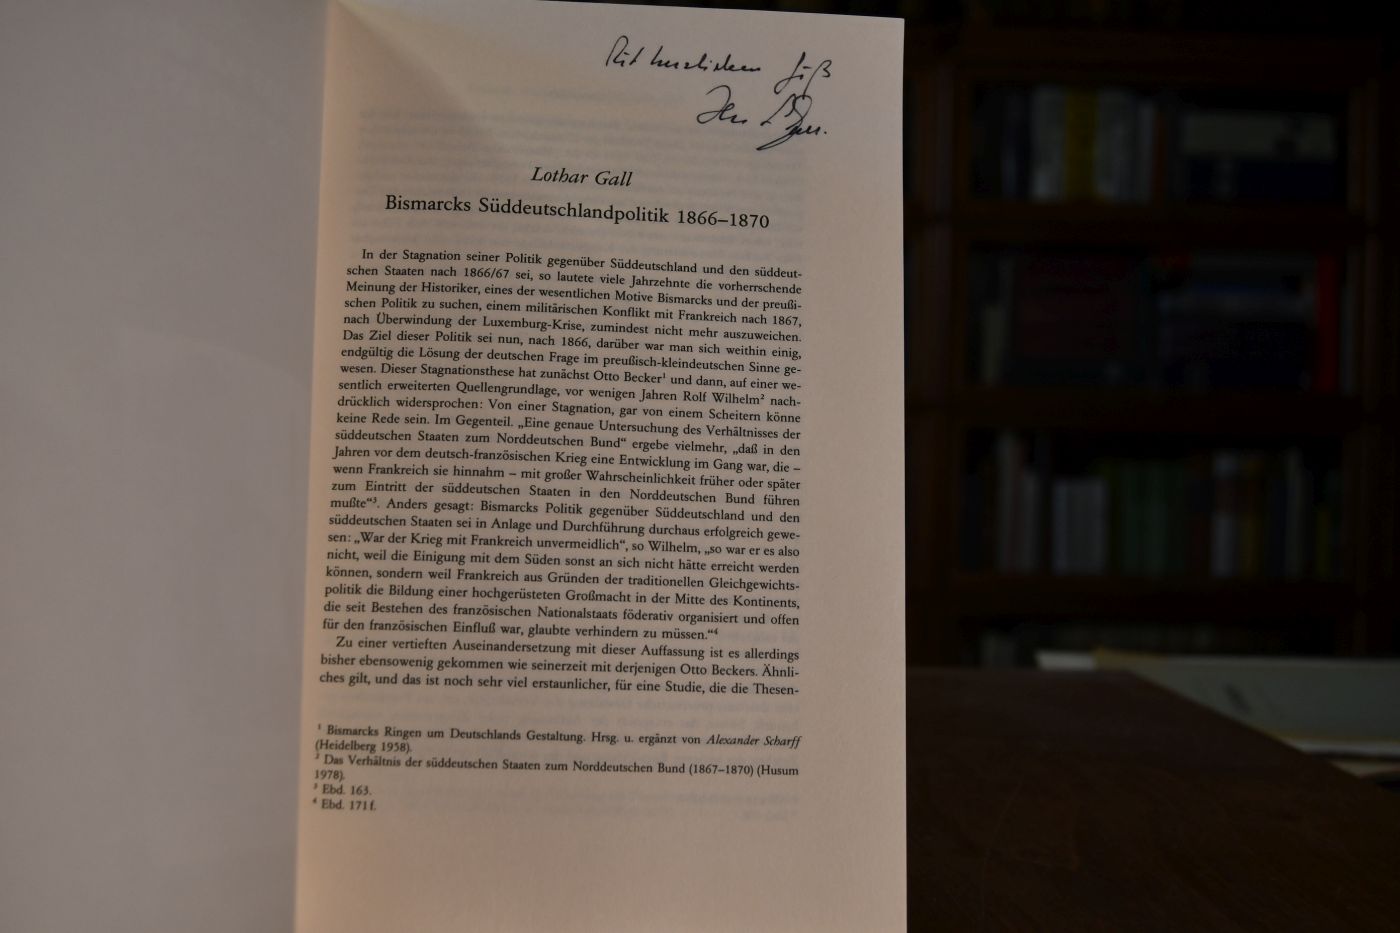 Mit herzlichem Gruß
Ihr
Lothar Gall
Bismarcks Süddeutschlandpolitik 1866–1870
In der Stagnation seiner Politik gegenüber Süddeutschland und den süddeut-
schen Staaten nach 1866/67 sei, so lautete viele Jahrzehnte die vorherrschende
Meinung der Historiker, eines der wesentlichen Motive Bismarcks und der preußi-
schen Politik zu suchen, einem militärischen Konflikt mit Frankreich nach 1867,
nach Überwindung der Luxemburg-Krise, zumindest nicht mehr auszuweichen.
Das Ziel dieser Politik sei nun, nach 1866, darüber war man sich weithin einig,
endgültig die Lösung der deutschen Frage im preußisch-kleindeutschen Sinne ge-
wesen. Dieser Stagnationsthese hat zunächst Otto Becker¹ und dann, auf einer we-
sentlich erweiterten Quellengrundlage, vor wenigen Jahren Rolf Wilhelm² nach-
drücklich widersprochen: Von einer Stagnation, gar von einem Scheitern könne
keine Rede sein. Im Gegenteil. „Eine genaue Untersuchung des Verhältnisses der
süddeutschen Staaten zum Norddeutschen Bund“ ergebe vielmehr, „daß in den
Jahren vor dem deutsch-französischen Krieg eine Entwicklung im Gang war, die –
wenn Frankreich sie hinnahm – mit großer Wahrscheinlichkeit früher oder später
zum Eintritt der süddeutschen Staaten in den Norddeutschen Bund führen
mußte“³. Anders gesagt: Bismarcks Politik gegenüber Süddeutschland und den
süddeutschen Staaten sei in Anlage und Durchführung durchaus erfolgreich gewe-
sen: „War der Krieg mit Frankreich unvermeidlich“, so Wilhelm, „so war er es also
nicht, weil die Einigung mit dem Süden sonst an sich nicht hätte erreicht werden
können, sondern weil Frankreich aus Gründen der traditionellen Gleichgewichts-
politik die Bildung einer hochgerüsteten Großmacht in der Mitte des Kontinents,
die seit Bestehen des französischen Nationalstaats föderativ organisiert und offen
für den französischen Einfluß war, glaubte verhindern zu müssen.“⁴
Zu einer vertieften Auseinandersetzung mit dieser Auffassung ist es allerdings
bisher ebensowenig gekommen wie seinerzeit mit derjenigen Otto Beckers. Ähnli-
ches gilt, und das ist noch sehr viel erstaunlicher, für eine Studie, die die Thesen-
¹ Bismarcks Ringen um Deutschlands Gestaltung. Hrsg. u. ergänzt von Alexander Scharff
(Heidelberg 1958).
² Das Verhältnis der süddeutschen Staaten zum Norddeutschen Bund (1867–1870) (Husum
1978).
³ Ebd. 163.
⁴ Ebd. 171 f.